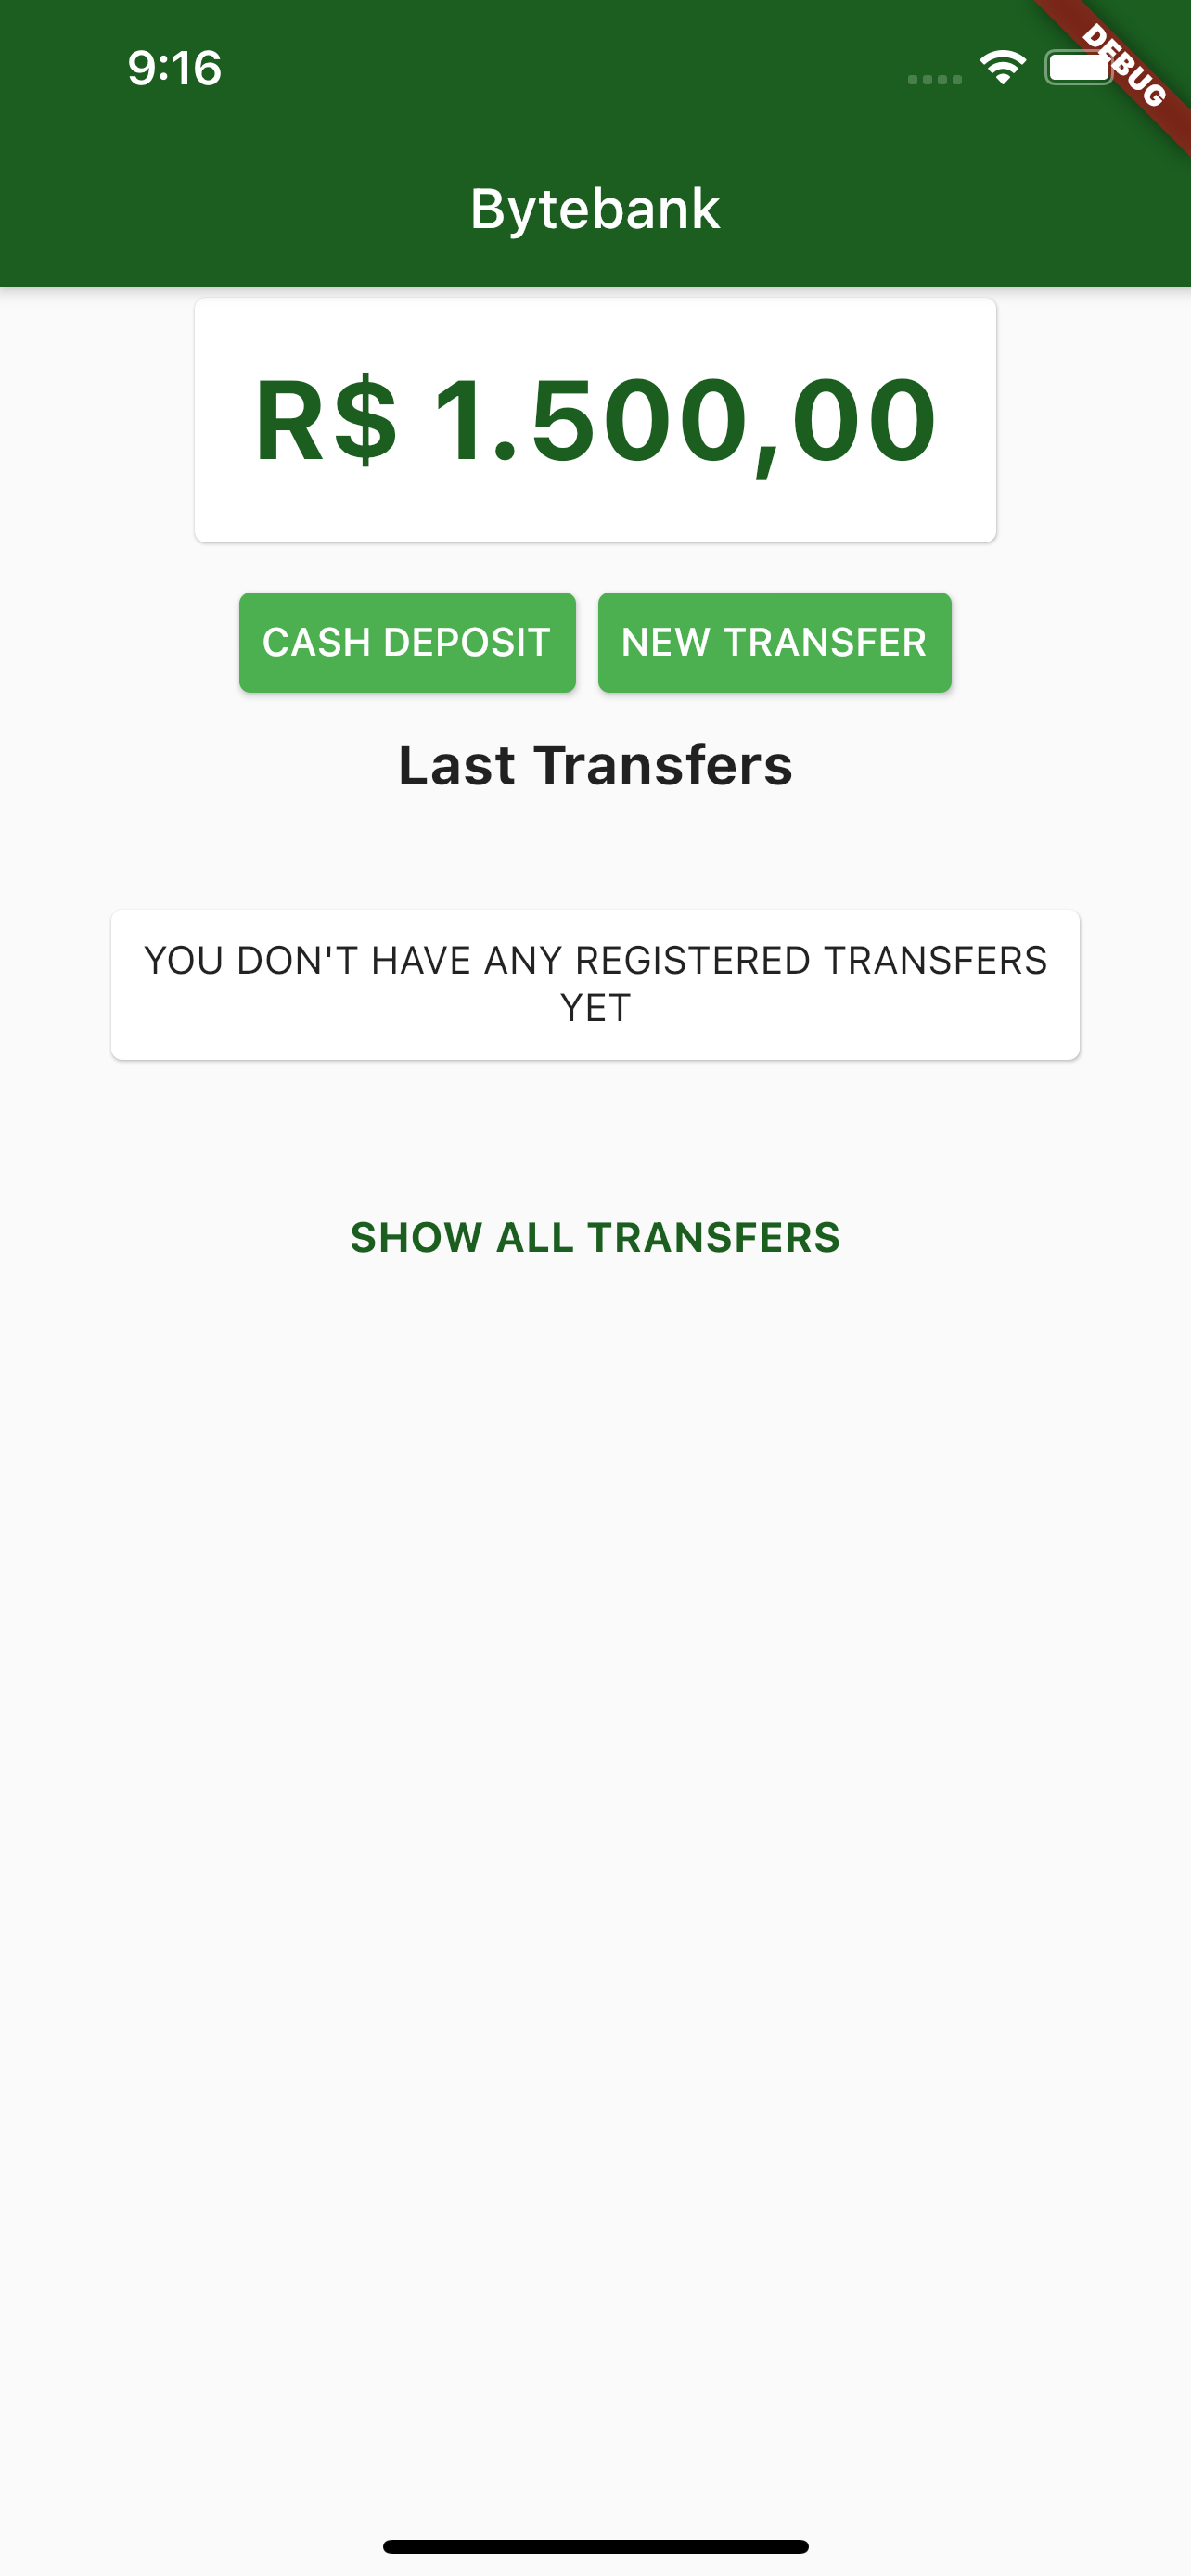 9:16
DEBUG
Bytebank
R$ 1.500,00
CASH DEPOSIT
NEW TRANSFER
Last Transfers
YOU DON'T HAVE ANY REGISTERED TRANSFERS
YET
SHOW ALL TRANSFERS